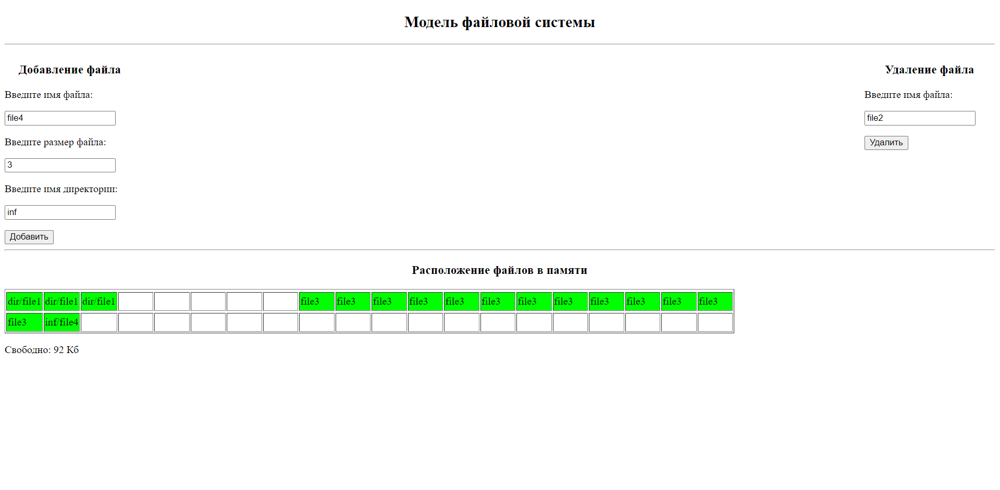 Модель файловой системы
Добавление файла
Введите имя файла:
file4
Введите размер файла:
3
Введите имя директории:
inf
Добавить
Удаление файла
Введите имя файла:
file2
Удалить
Расположение файлов в памяти
dir/file1 dir/file1 dir/file1 file3 file3 file3 file3 file3 file3 file3 file3 file3 file3 file3 file3
file3 inf/file4
Свободно: 92 Кб